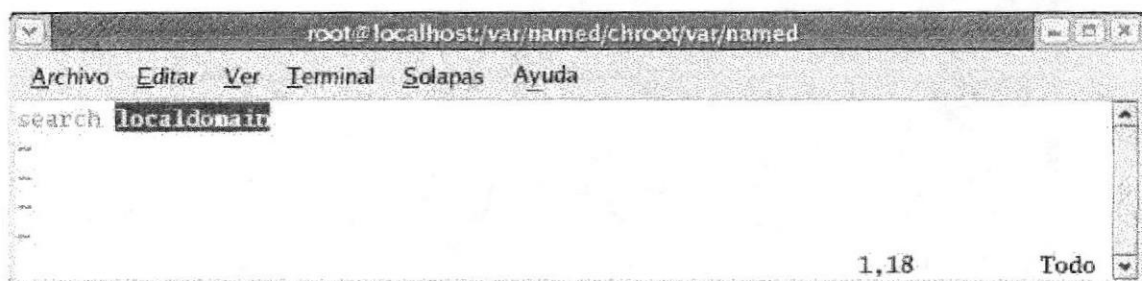 root@localhost:/var/named/chroot/var/named
Archivo Editar Ver Terminal Solapas Ayuda
search localdomain
~
~
~
~
1,18 Todo